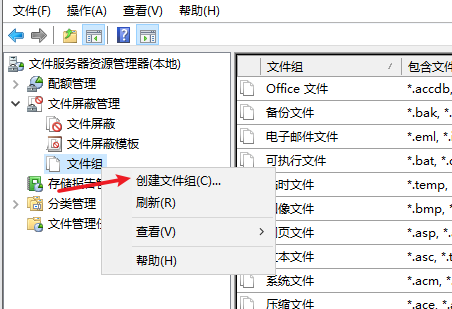 文件(F) 操作(A) 查看(V) 帮助(H)
文件服务器资源管理器(本地)
配额管理
文件屏蔽管理
文件屏蔽
文件屏蔽模板
文件组
存储报告管
分类管理
文件管理任
创建文件组(C)...
刷新(R)
查看(V)
帮助(H)
文件组 包含文
Office 文件 *.accdb,
备份文件 *.bak, *
电子邮件文件 *.eml, *
可执行文件 *.bat, *
临时文件 *.temp,
图像文件 *.bmp, *
网页文件 *.asp, *
文本文件 *.asc, *
系统文件 *.acm, *
压缩文件 *.ace, *